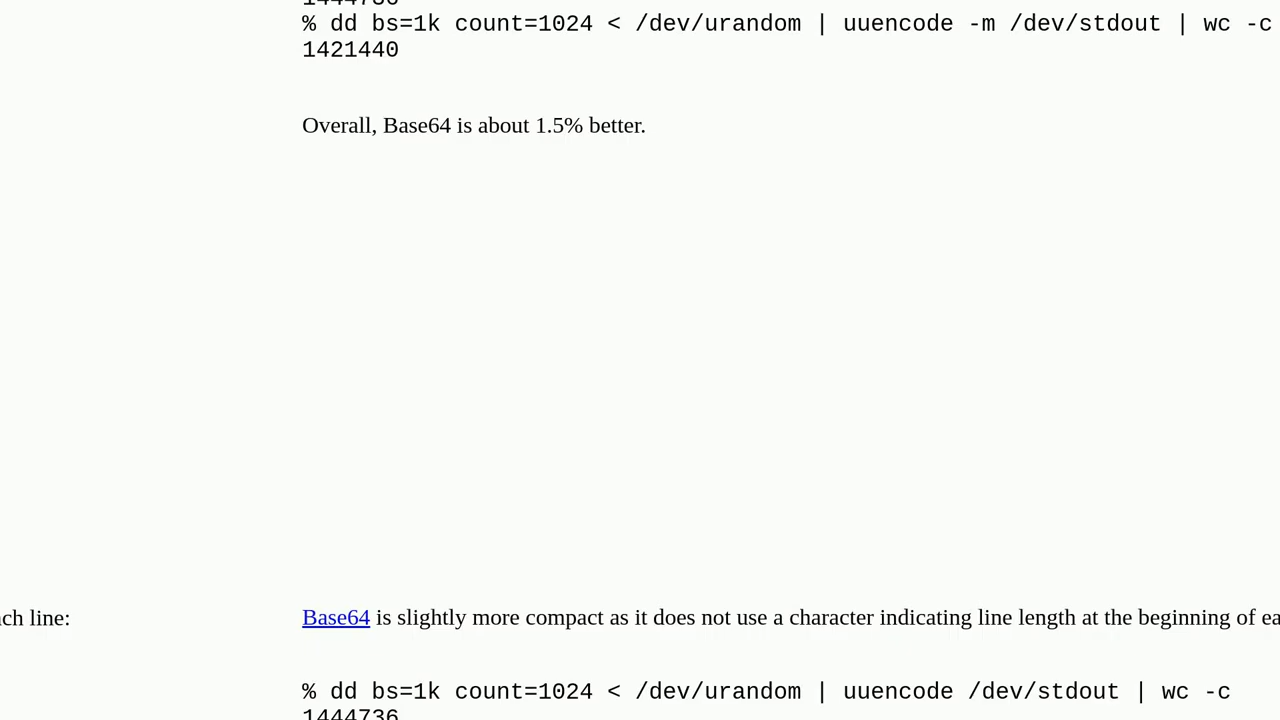 1444736
% dd bs=1k count=1024 < /dev/urandom | uuencode -m /dev/stdout | wc -c
1421440
Overall, Base64 is about 1.5% better.
ch line:
Base64 is slightly more compact as it does not use a character indicating line length at the beginning of ea
% dd bs=1k count=1024 < /dev/urandom | uuencode /dev/stdout | wc -c
1444736